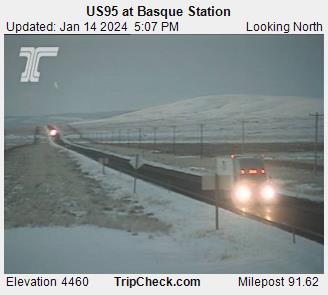 US95 at Basque Station
Updated: Jan 14 2024 5:07 PM Looking North
Elevation 4460 TripCheck.com Milepost 91.62